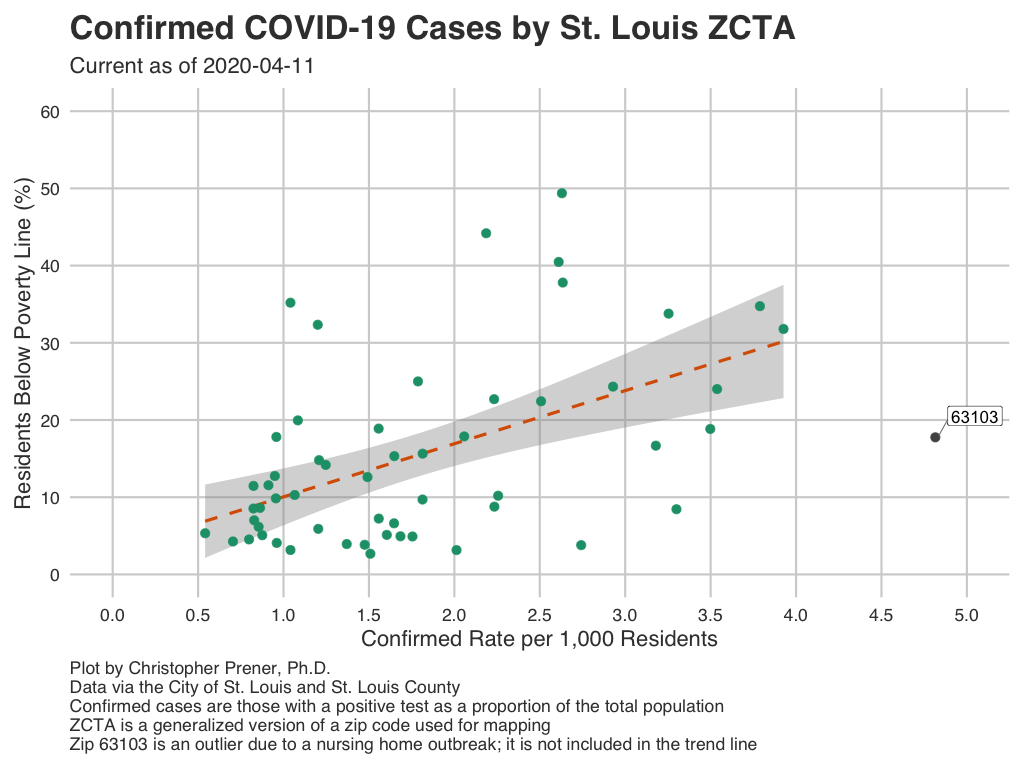 Confirmed COVID-19 Cases by St. Louis ZCTA
Current as of 2020-04-11
Residents Below Poverty Line (%)
60
50
40
30
20
10
0
63103
0.0 0.5 1.0 1.5 2.0 2.5 3.0 3.5 4.0 4.5 5.0
Confirmed Rate per 1,000 Residents
Plot by Christopher Prener, Ph.D.
Data via the City of St. Louis and St. Louis County
Confirmed cases are those with a positive test as a proportion of the total population
ZCTA is a generalized version of a zip code used for mapping
Zip 63103 is an outlier due to a nursing home outbreak; it is not included in the trend line